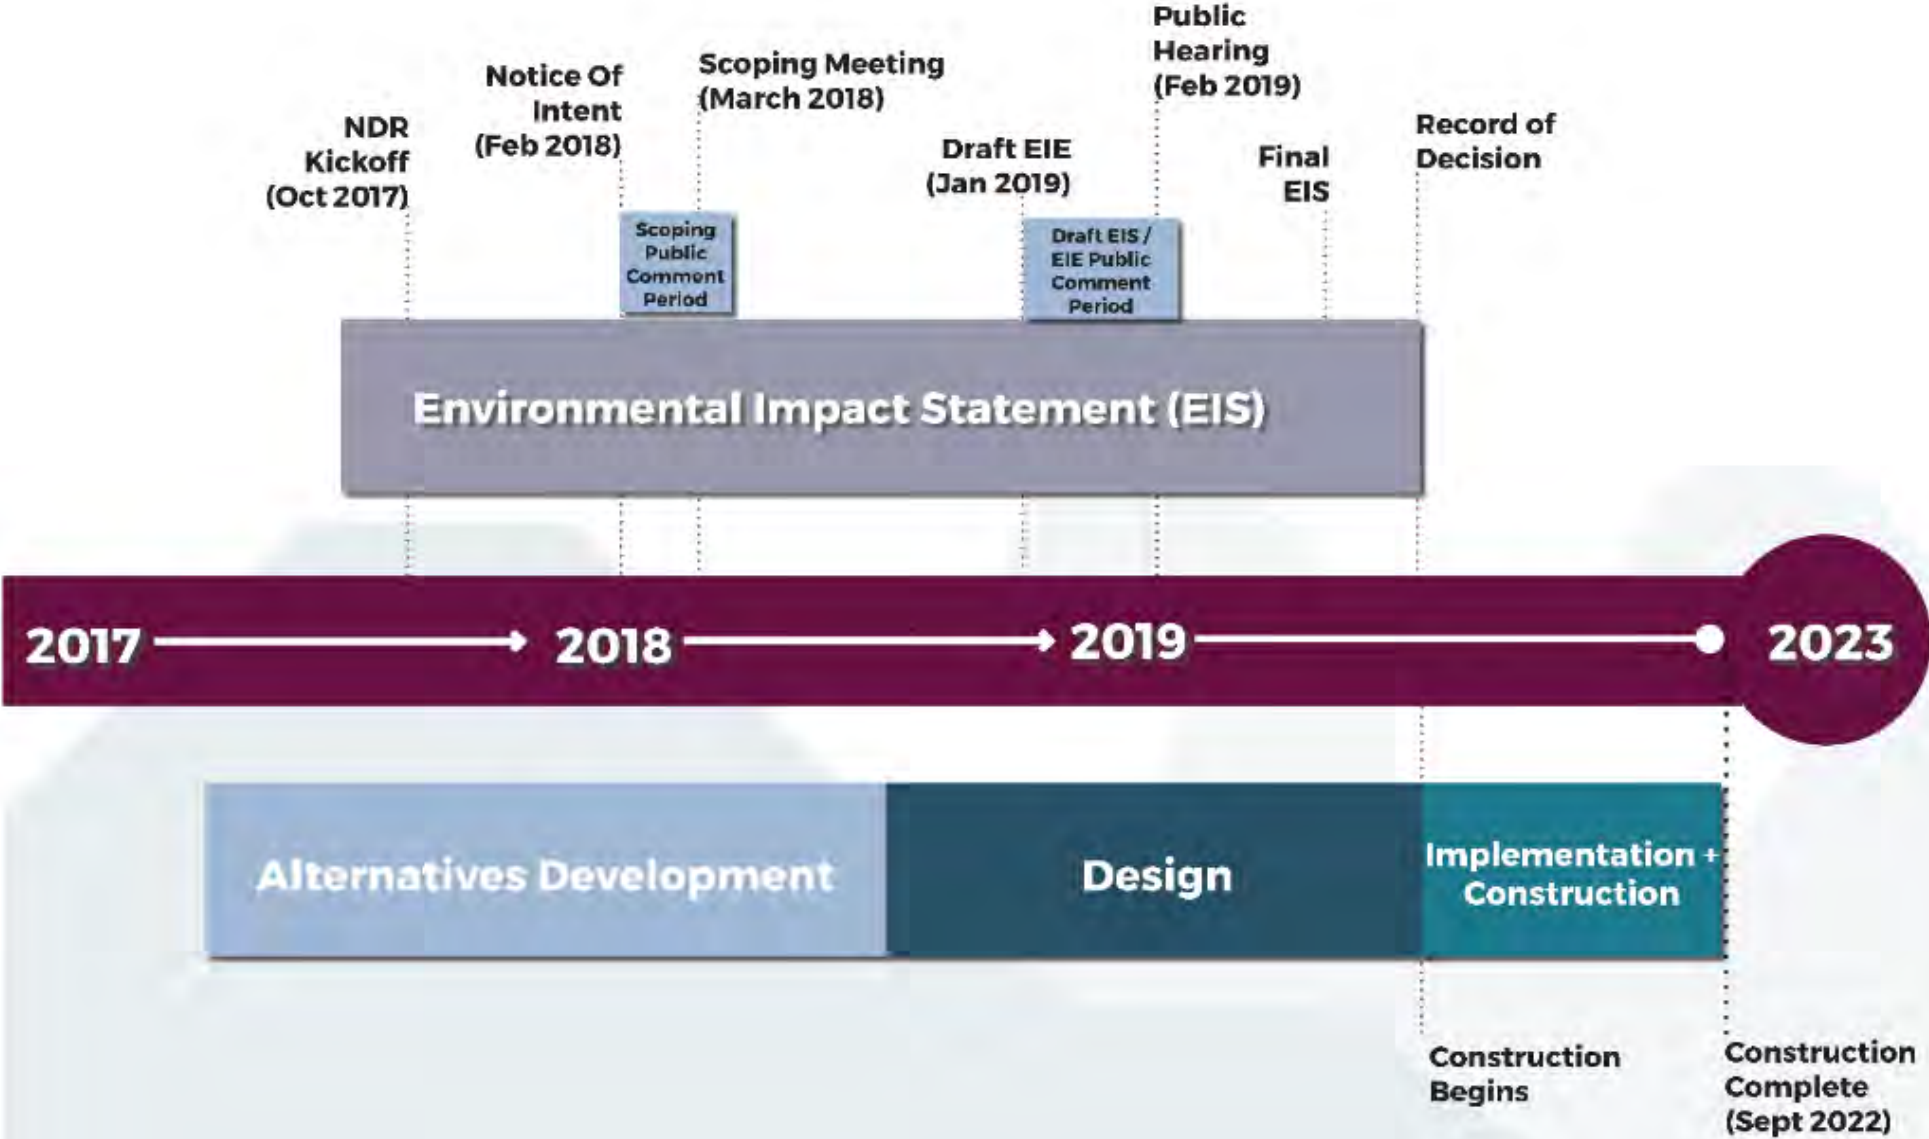 NDR
Kickoff
(Oct 2017)
Notice Of
Intent
(Feb 2018)
Scoping Meeting
(March 2018)
Draft EIE
(Jan 2019)
Public
Hearing
(Feb 2019)
Final
EIS
Record of
Decision
Scoping
Public
Comment
Period
Draft EIS /
EIE Public
Comment
Period
Environmental Impact Statement (EIS)
2017
2018
2019
2023
Alternatives Development
Design
Implementation +
Construction
Construction
Begins
Construction
Complete
(Sept 2022)